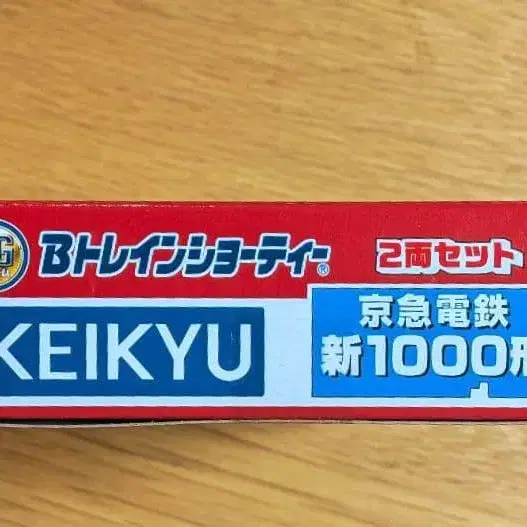 Bトレインショーティー®
2両セット
KEIKYU
京急電鉄
新1000形